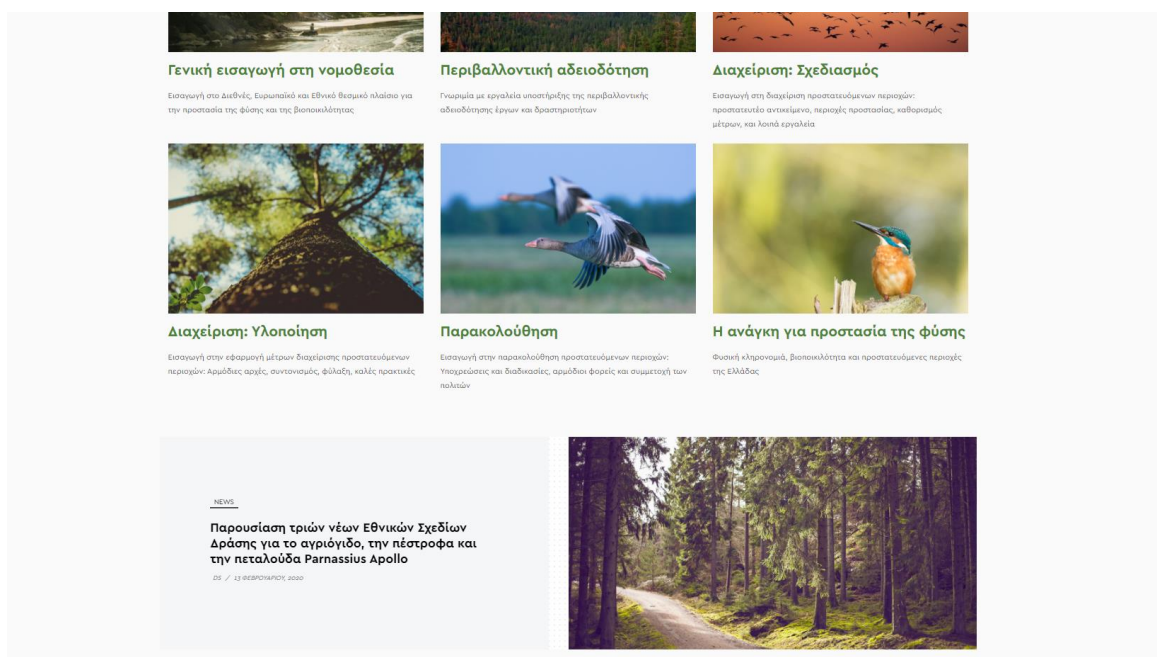 Γενική εισαγωγή στη νομοθεσία
Εισαγωγή στο Διεθνές, Ευρωπαϊκό και Εθνικό θεσμικό πλαίσιο για
την προστασία της φύσης και της βιοποικιλότητας
Περιβαλλοντική αδειοδότηση
Γνωριμία με εργαλεία υποστήριξης της περιβαλλοντικής
αδειοδότησης έργων και δραστηριοτήτων
Διαχείριση: Σχεδιασμός
Εισαγωγή στη διαχείριση προστατευόμενων περιοχών:
προστατευτέο αντικείμενο, περιοχές προστασίας, καθορισμός
μέτρων, και λοιπά εργαλεία
Διαχείριση: Υλοποίηση
Εισαγωγή στην εφαρμογή μέτρων διαχείρισης προστατευόμενων
περιοχών: Αρμόδιες αρχές, συντονισμός, φύλαξη, καλές πρακτικές
Παρακολούθηση
Εισαγωγή στην παρακολούθηση προστατευόμενων περιοχών:
Υποχρεώσεις και διαδικασίες, αρμόδιοι φορείς και συμμετοχή των
πολιτών
Η ανάγκη για προστασία της φύσης
Φυσική κληρονομιά, βιοποικιλότητα και προστατευόμενες περιοχές
της Ελλάδας
NEWS
Παρουσίαση τριών νέων Εθνικών Σχεδίων
Δράσης για το αγριόγιδο, την πέστροφα και
την πεταλούδα Parnassius Apollo
DS / 13 ΦΕΒΡΟΥΑΡΙΟΥ, 2020